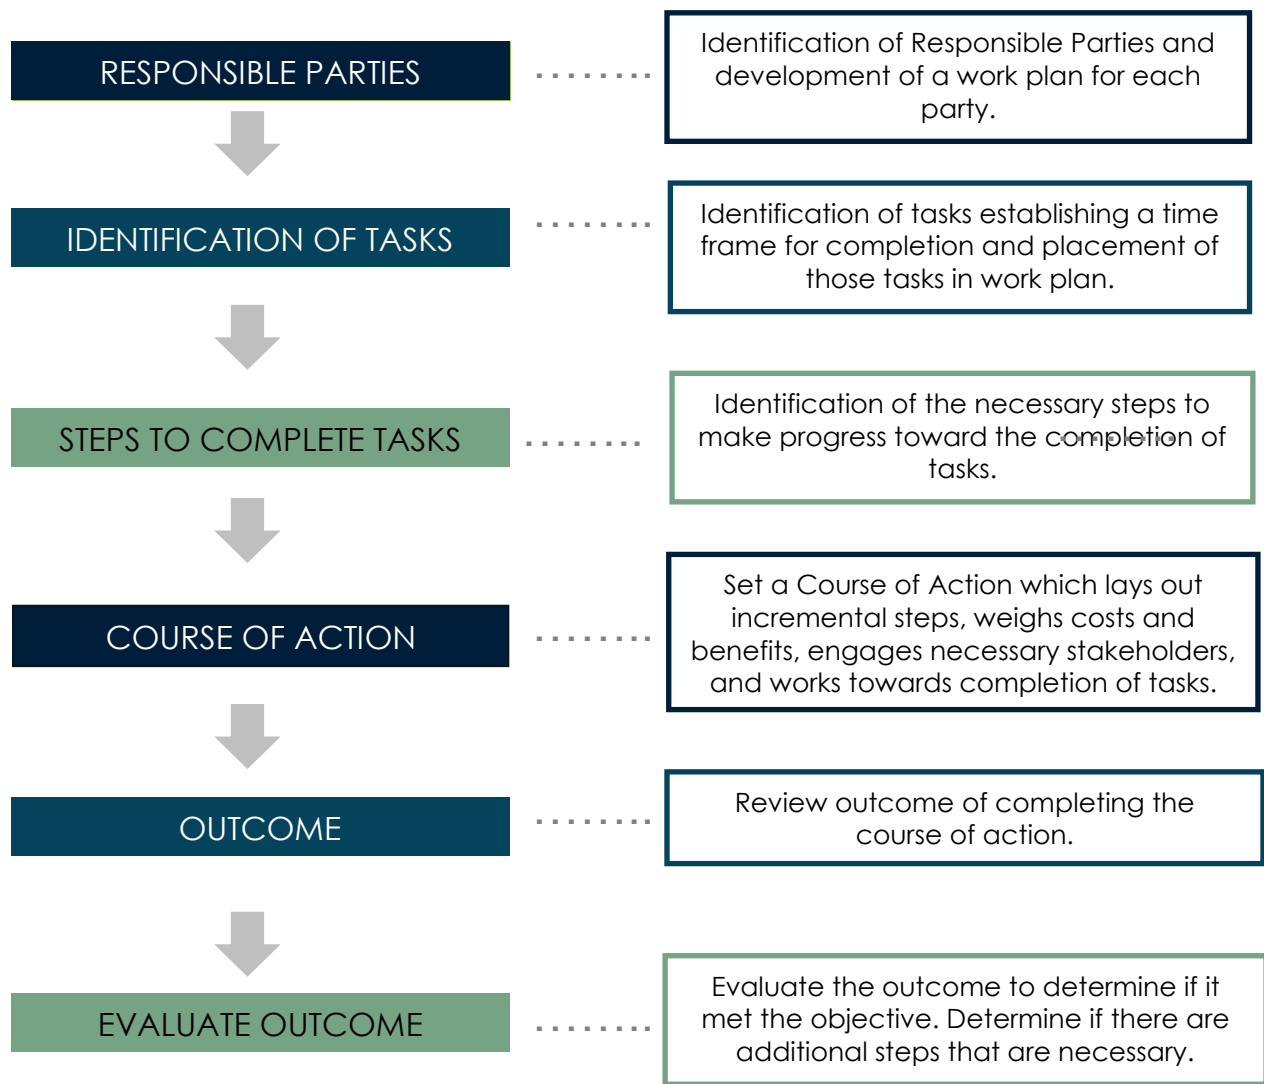 RESPONSIBLE PARTIES
Identification of Responsible Parties and
development of a work plan for each
party.
IDENTIFICATION OF TASKS
Identification of tasks establishing a time
frame for completion and placement of
those tasks in work plan.
STEPS TO COMPLETE TASKS
Identification of the necessary steps to
make progress toward the completion of
tasks.
COURSE OF ACTION
Set a Course of Action which lays out
incremental steps, weighs costs and
benefits, engages necessary stakeholders,
and works towards completion of tasks.
OUTCOME
Review outcome of completing the
course of action.
EVALUATE OUTCOME
Evaluate the outcome to determine if it
met the objective. Determine if there are
additional steps that are necessary.